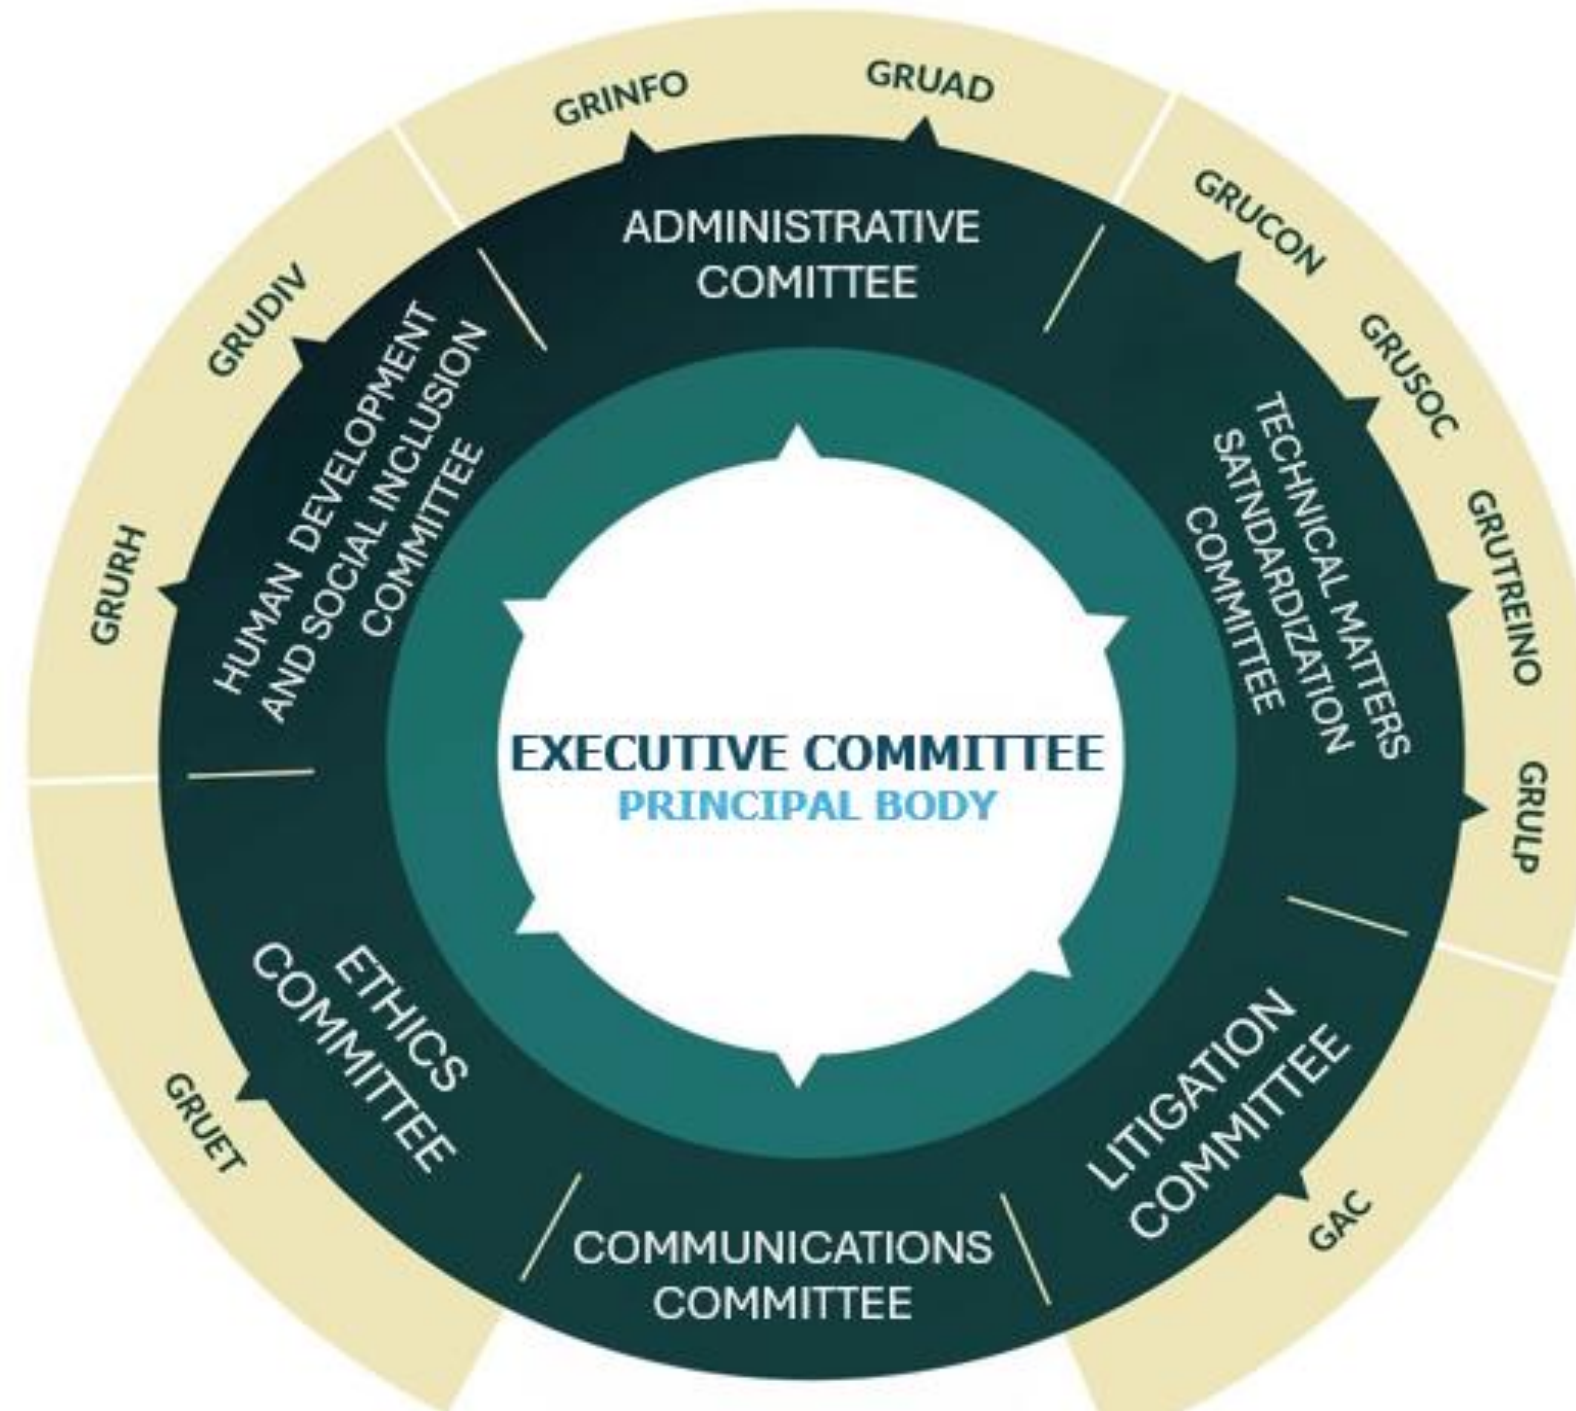 GRINFO
GRUAD
GRUCON
GRUSOC
GRUTREINO
GRULP
GAC
GRUET
GRURH
GRUDIV
ADMINISTRATIVE
COMITTEE
TECHNICAL MATTERS
SATNDARDIZATION
COMMITTEE
LITIGATION
COMMITTEE
COMMUNICATIONS
COMMITTEE
ETHICS
COMMITTEE
HUMAN DEVELOPMENT
AND SOCIAL INCLUSION
COMMITTEE
EXECUTIVE COMMITTEE
PRINCIPAL BODY